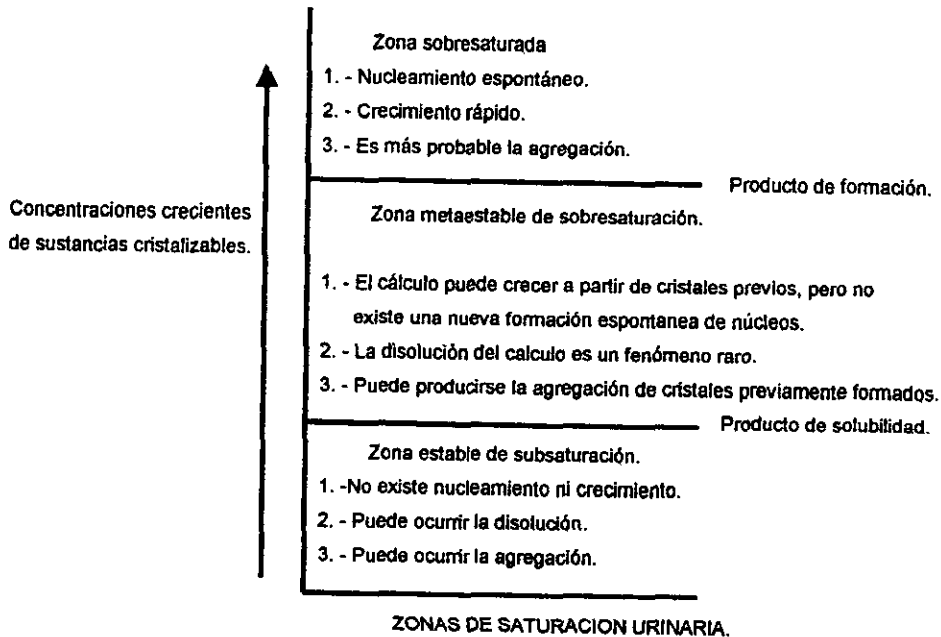 Zona sobresaturada
1. - Nucleamiento espontáneo.
2. - Crecimiento rápido.
3. - Es más probable la agregación.
Producto de formación.
Concentraciones crecientes
de sustancias cristalizables.
Zona metaestable de sobresaturación.
1. - El cálculo puede crecer a partir de cristales previos, pero no
existe una nueva formación espontanea de núcleos.
2. - La disolución del calculo es un fenómeno raro.
3. - Puede producirse la agregación de cristales previamente formados.
Producto de solubilidad.
Zona estable de subsaturación.
1. -No existe nucleamiento ni crecimiento.
2. - Puede ocurrir la disolución.
3. - Puede ocurrir la agregación.
ZONAS DE SATURACION URINARIA.